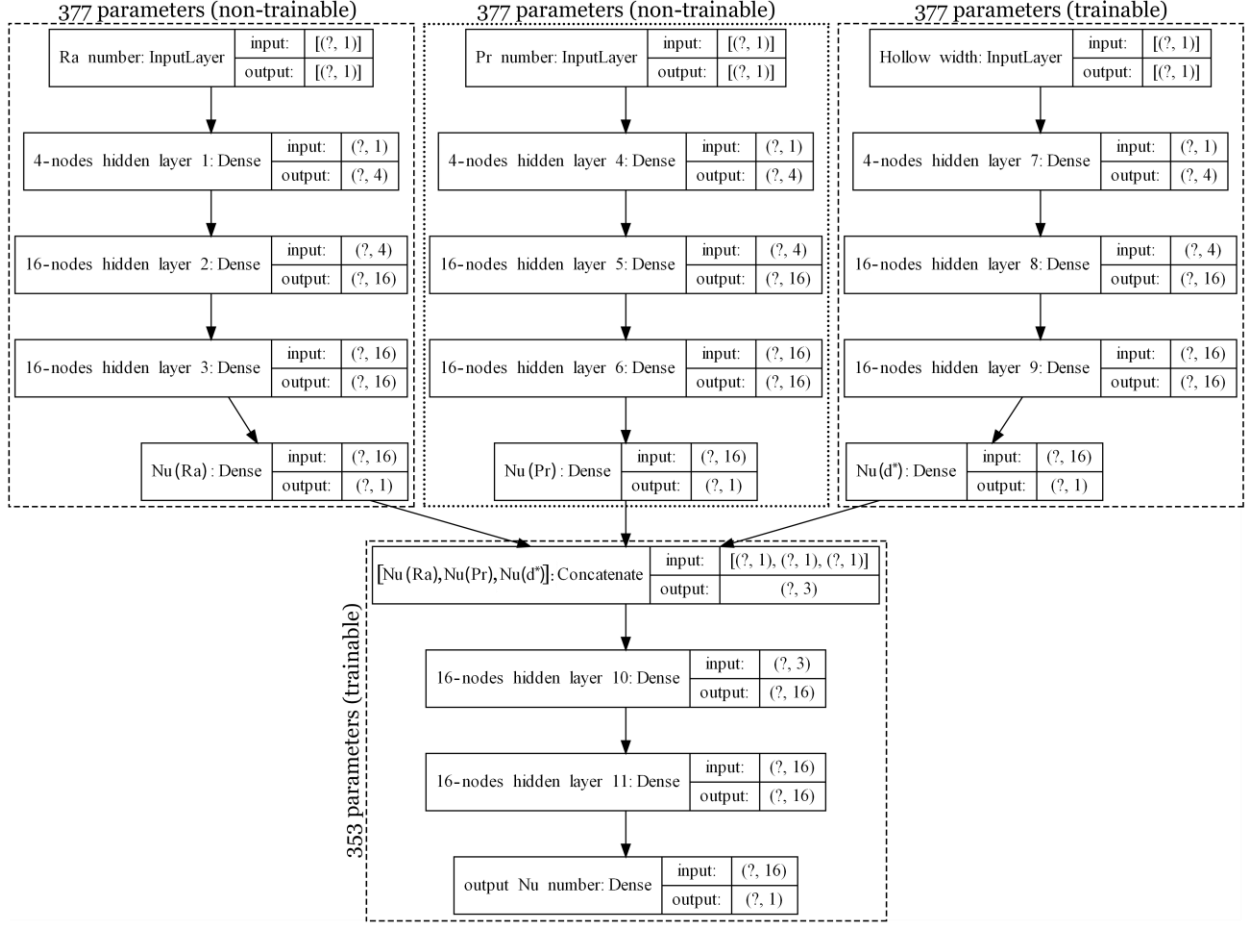 377 parameters (non-trainable)
Ra number: InputLayer
input: [(?, 1)]
output: [(?, 1)]
4-nodes hidden layer 1: Dense
input: (?, 1)
output: (?, 4)
16-nodes hidden layer 2: Dense
input: (?, 4)
output: (?, 16)
16-nodes hidden layer 3: Dense
input: (?, 16)
output: (?, 16)
Nu(Ra): Dense
input: (?, 16)
output: (?, 1)
377 parameters (non-trainable)
Pr number: InputLayer
input: [(?, 1)]
output: [(?, 1)]
4-nodes hidden layer 4: Dense
input: (?, 1)
output: (?, 4)
16-nodes hidden layer 5: Dense
input: (?, 4)
output: (?, 16)
16-nodes hidden layer 6: Dense
input: (?, 16)
output: (?, 16)
Nu(Pr): Dense
input: (?, 16)
output: (?, 1)
377 parameters (trainable)
Hollow width: InputLayer
input: [(?, 1)]
output: [(?, 1)]
4-nodes hidden layer 7: Dense
input: (?, 1)
output: (?, 4)
16-nodes hidden layer 8: Dense
input: (?, 4)
output: (?, 16)
16-nodes hidden layer 9: Dense
input: (?, 16)
output: (?, 16)
Nu(d*): Dense
input: (?, 16)
output: (?, 1)
353 parameters (trainable)
[Nu(Ra),Nu(Pr),Nu(d*)]: Concatenate
input: [(?, 1), (?, 1), (?, 1)]
output: (?, 3)
16-nodes hidden layer 10: Dense
input: (?, 3)
output: (?, 16)
16-nodes hidden layer 11: Dense
input: (?, 16)
output: (?, 16)
output Nu number: Dense
input: (?, 16)
output: (?, 1)